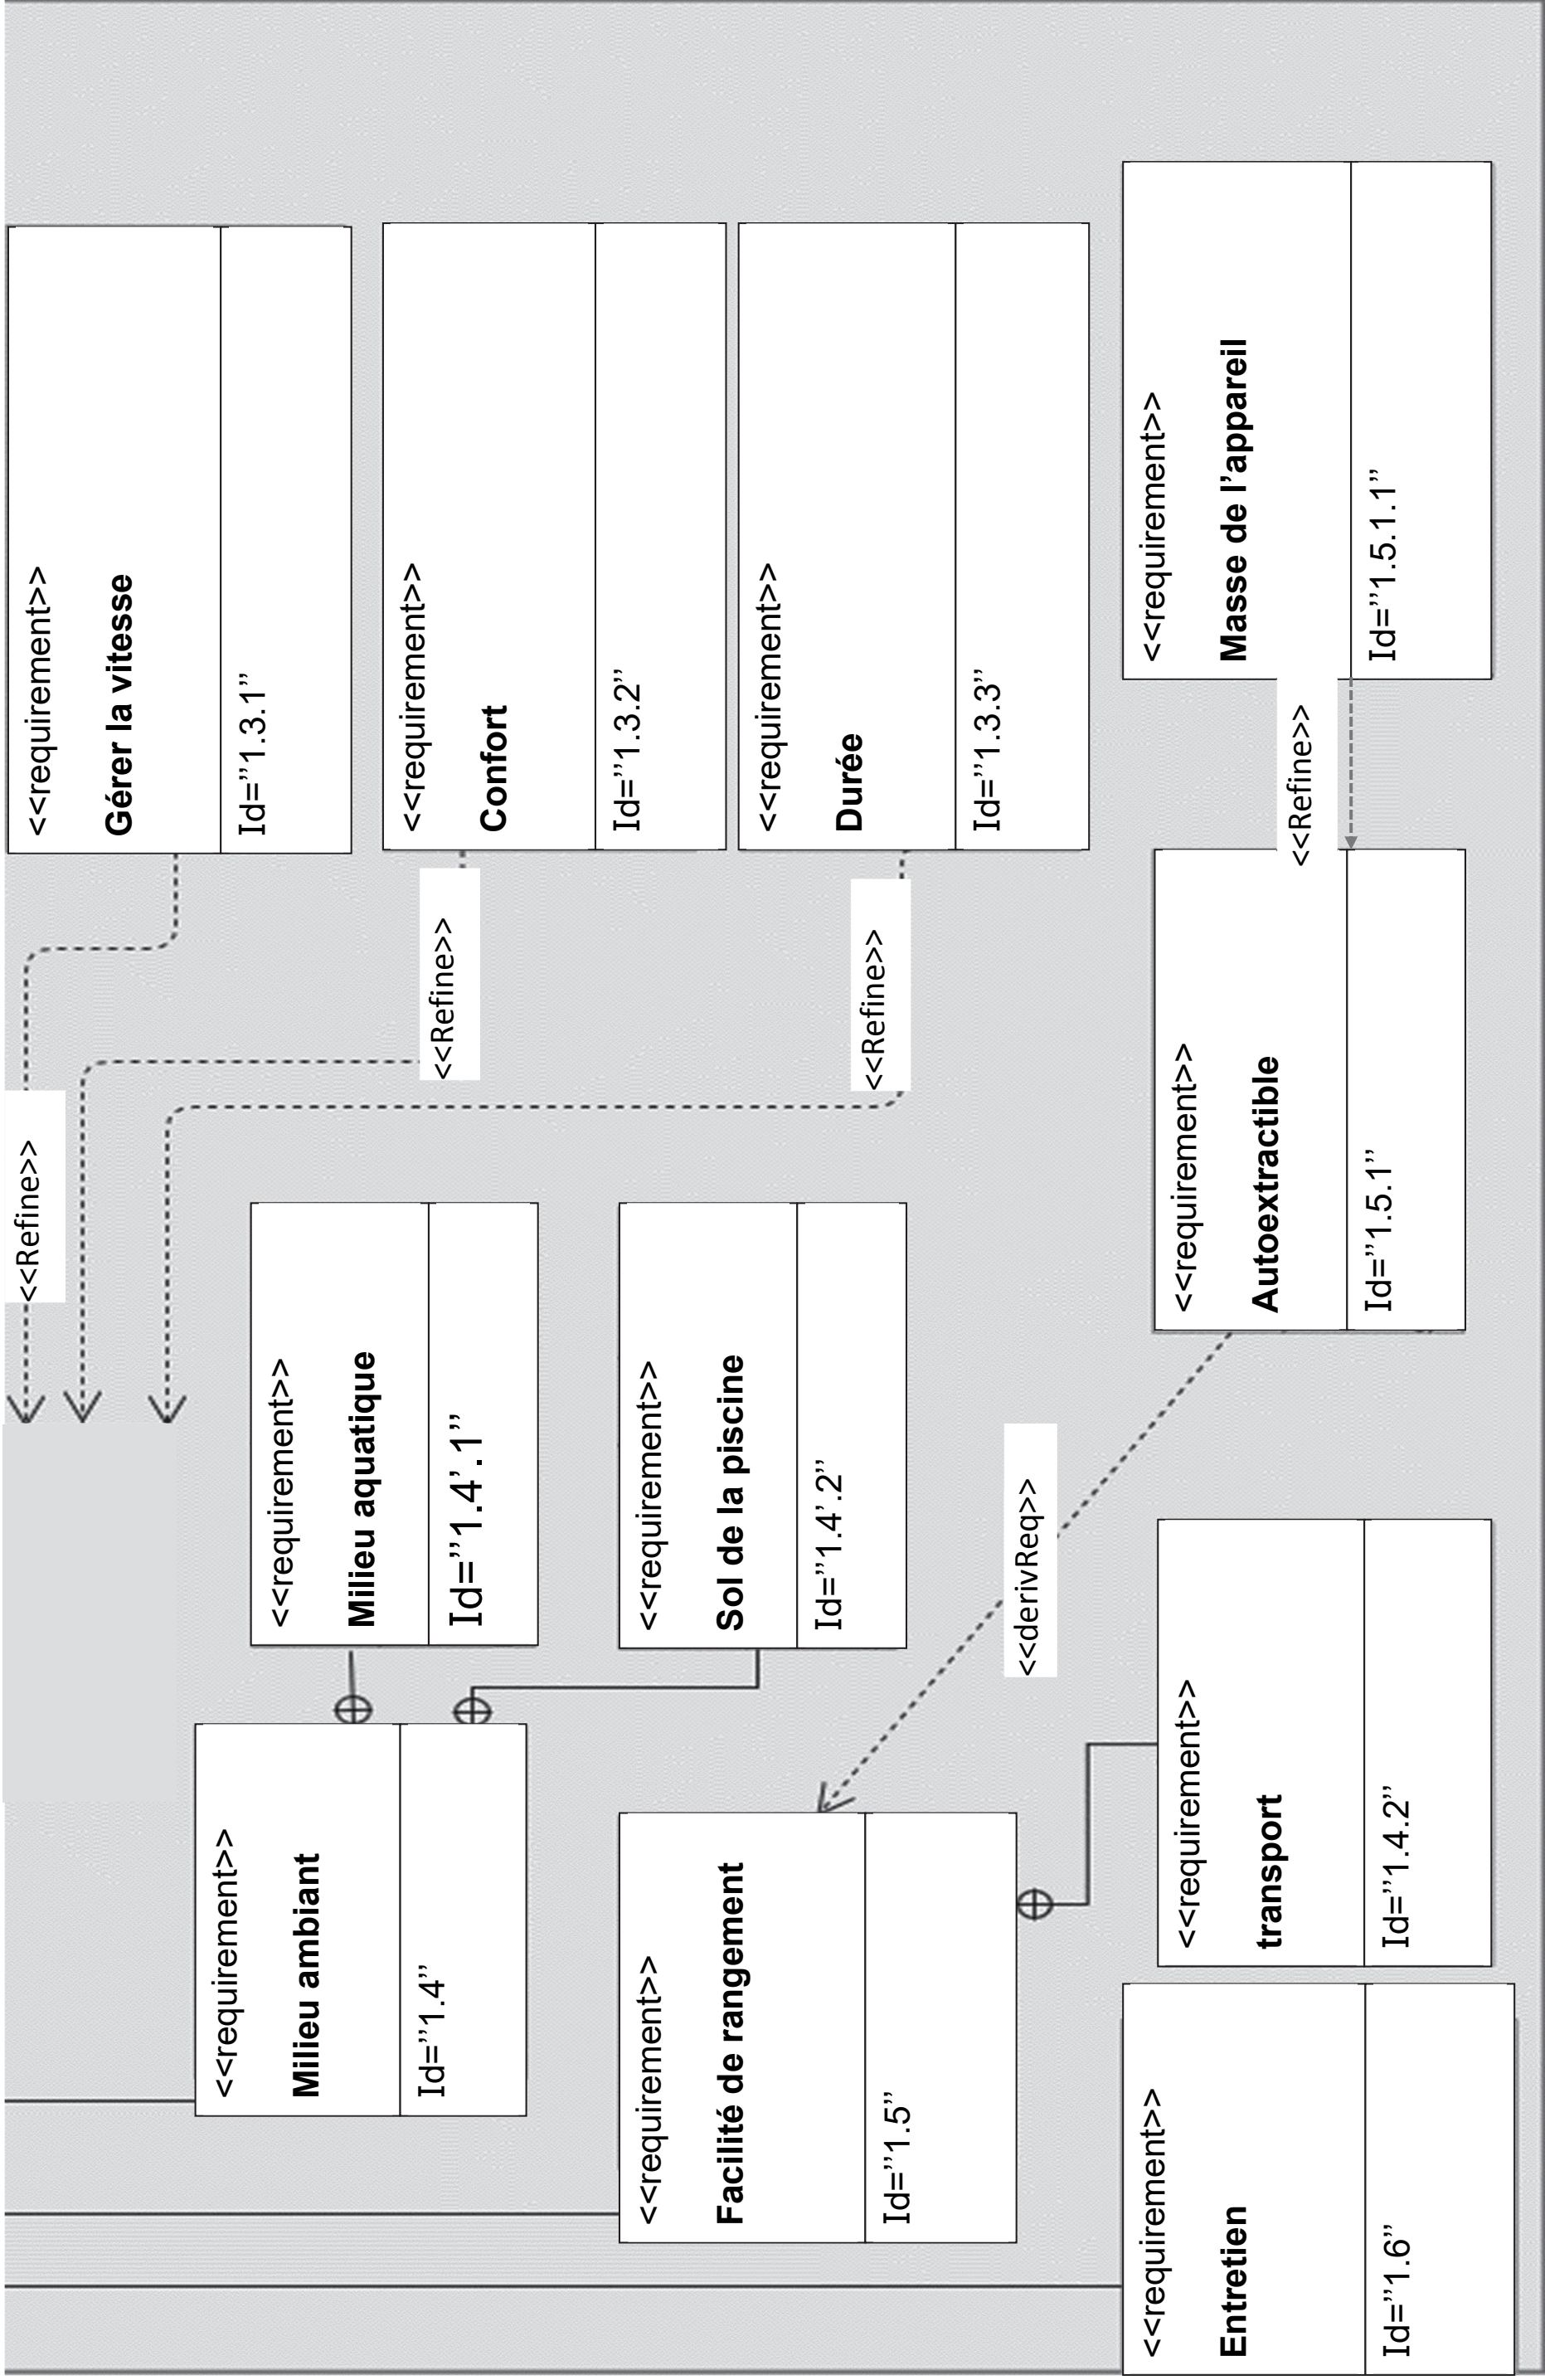 <<requirement>>
Gérer la vitesse
Id=”1.3.1”
<<Refine>>
<<requirement>>
Confort
Id=”1.3.2”
<<Refine>>
<<requirement>>
Durée
Id=”1.3.3”
<<Refine>>
<<requirement>>
Milieu ambiant
Id=”1.4”
<<requirement>>
Milieu aquatique
Id=”1.4’.1”
<<requirement>>
Sol de la piscine
Id=”1.4’.2”
<<requirement>>
Facilité de rangement
Id=”1.5”
<<derivReq>>
<<requirement>>
Autoextractible
Id=”1.5.1”
<<Refine>>
<<requirement>>
Masse de l’appareil
Id=”1.5.1.1”
<<requirement>>
transport
Id=”1.4.2”
<<requirement>>
Entretien
Id=”1.6”